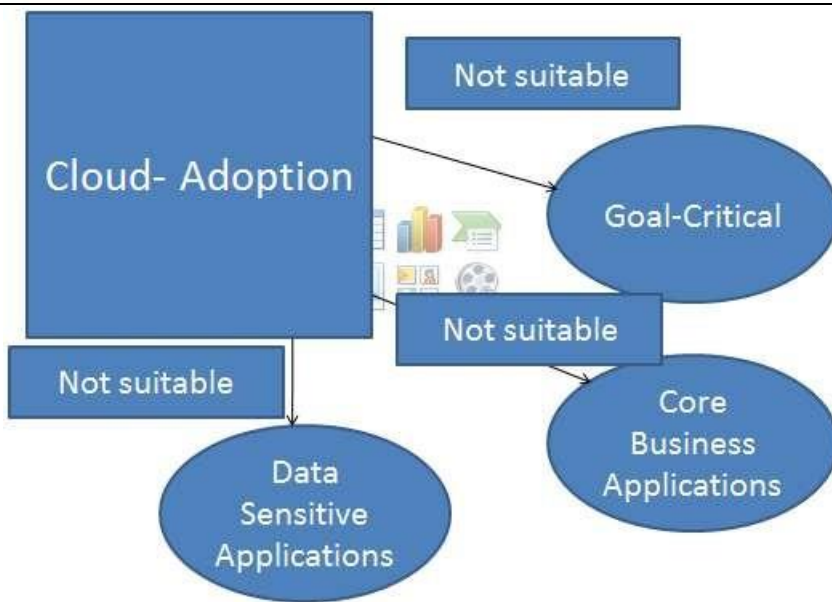 Not suitable
Cloud- Adoption
Goal-Critical
Not suitable
Not suitable
Core
Business
Applications
Data
Sensitive
Applications